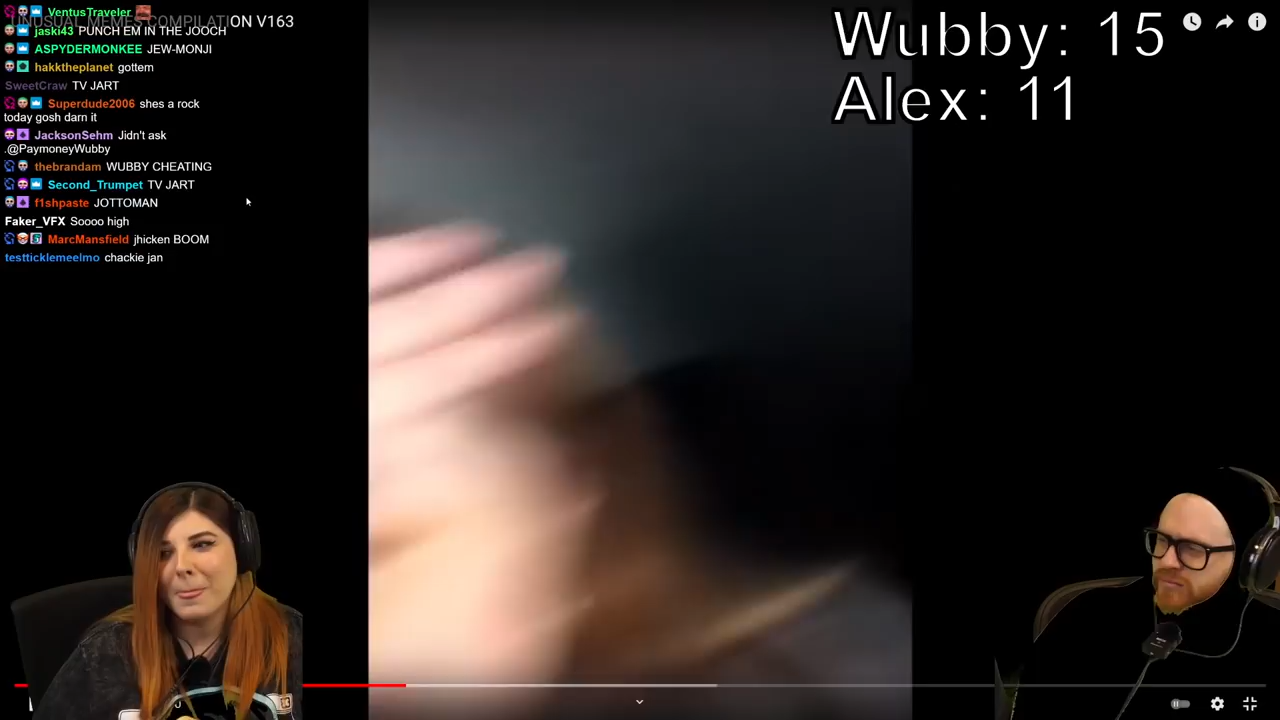 UNUSUAL MEMES COMPILATION V163
VentusTraveler
jaski43 PUNCH EM IN THE JOOCH
ASPYDERMONKEE JEW-MONJI
hakktheplanet gottem
SweetCraw TV JART
Superdude2006 shes a rock
today gosh darn it
JacksonSehm Jidn't ask
.@PaymoneyWubby
thebrandam WUBBY CHEATING
Second_Trumpet TV JART
f1shpaste JOTTOMAN
Faker_VFX Soooo high
MarcMansfield jhicken BOOM
testticklemeelmo chackie jan
Wubby: 15
Alex: 11